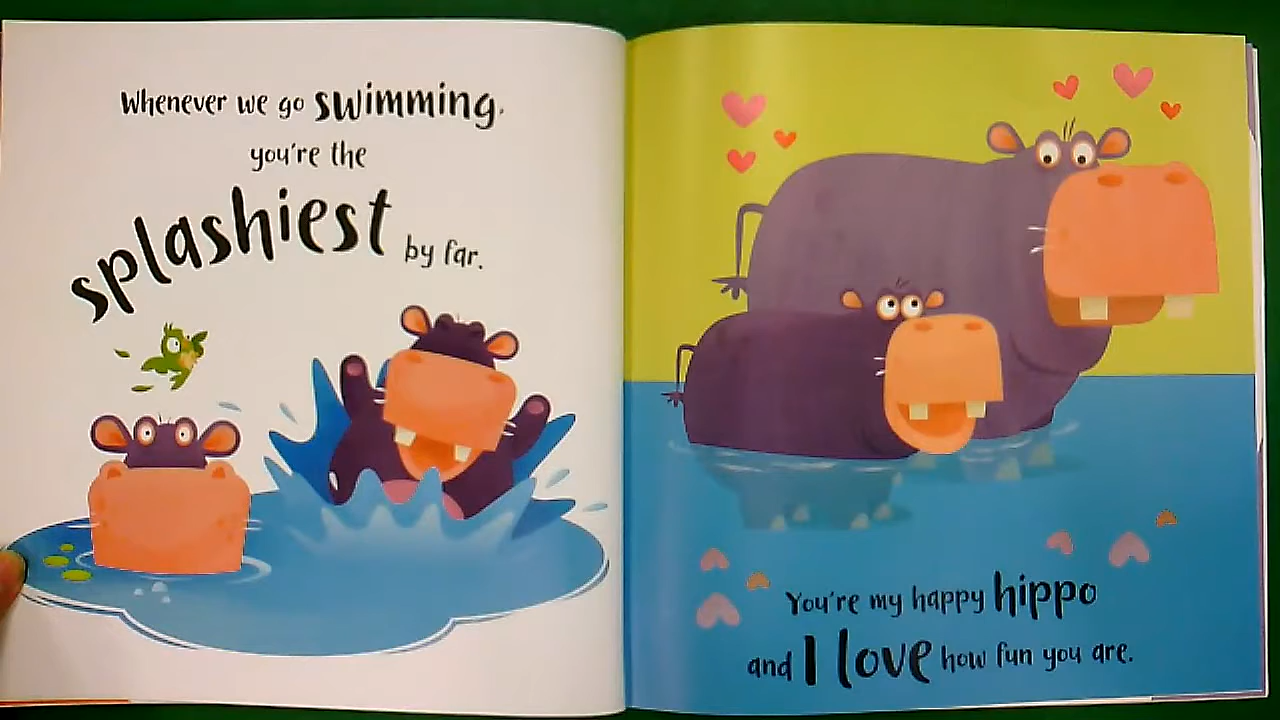 Whenever we go swimming,
you're the
splashiest by far.
You're my happy hippo
and I love how fun you are.